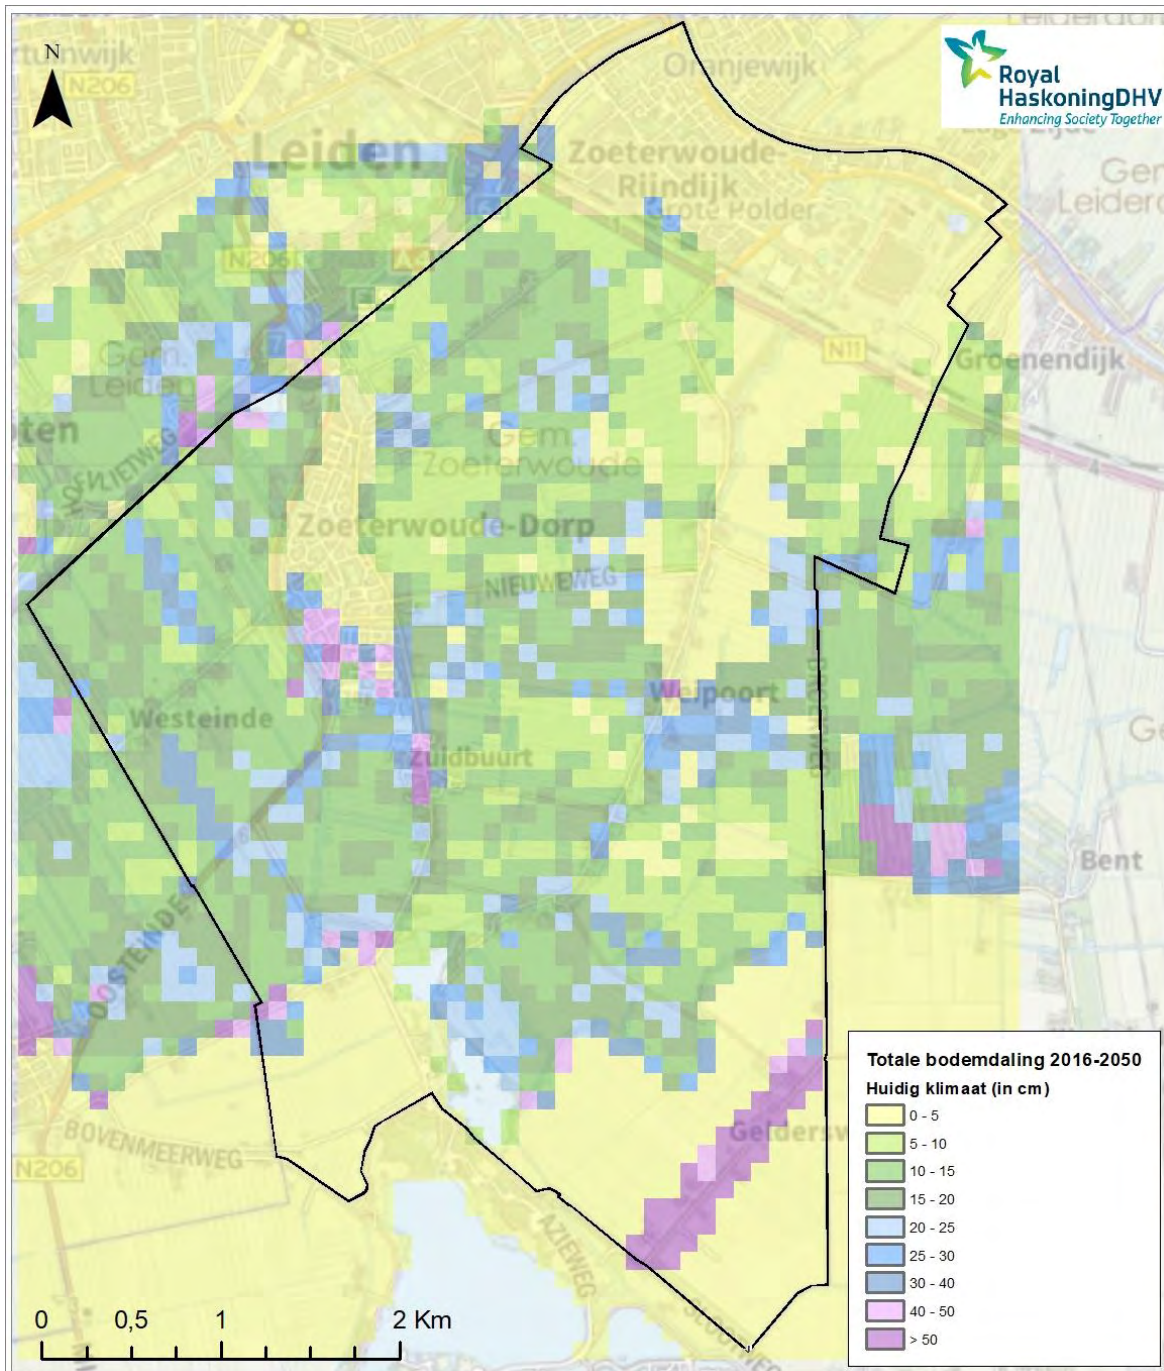 N
N206
Leiden
Oranjewijk
Royal
HaskoningDHV
Enhancing Society Together
Zoeterwoude-
Rijndijk
Grote Polder
N206
Gem.
Leiden
N11
Groenendijk
HOFVLIETWEG
Gem.
Zoeterwoude
Zoeterwoude-Dorp
NIEUWEWEG
Westeinde
Weipoort
Zuidbuurt
Bent
OOSTEINDE
BOVENMEERWEG
N206
AZIEWEG
Totale bodemdaling 2016-2050
Huidig klimaat (in cm)
0 - 5
5 - 10
10 - 15
15 - 20
20 - 25
25 - 30
30 - 40
40 - 50
> 50
0 0,5 1 2 Km